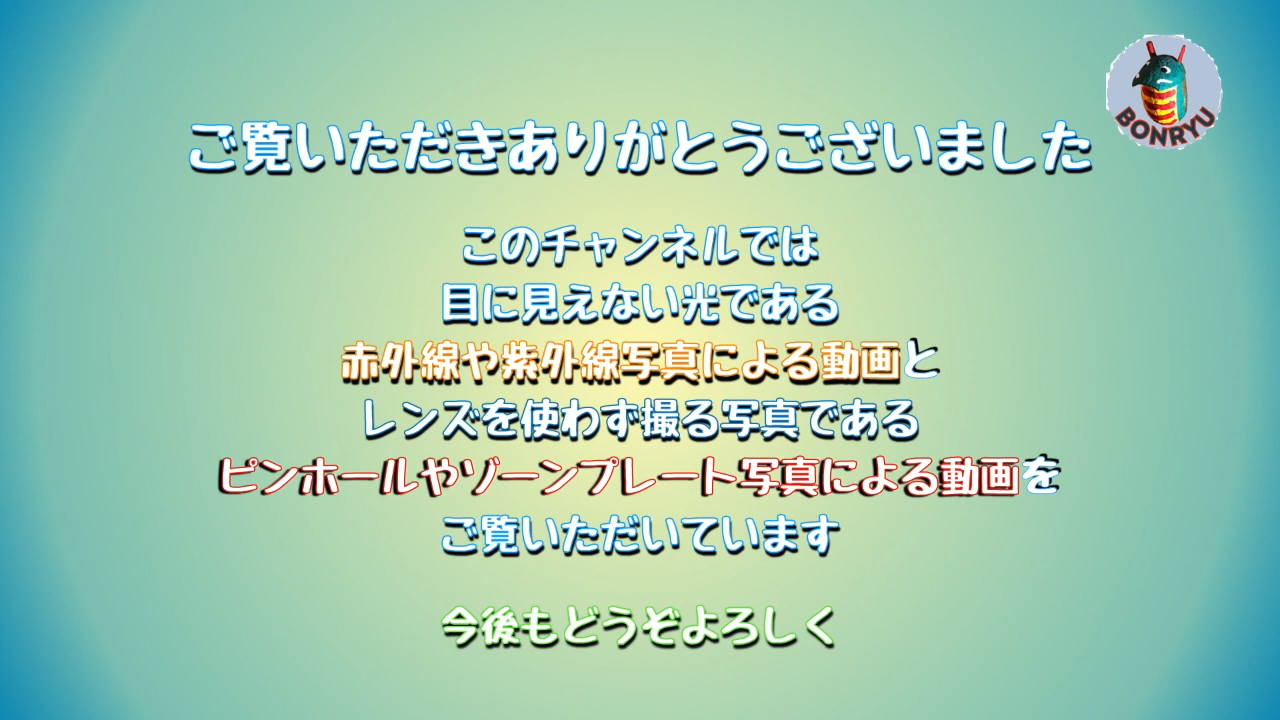 BONRYU
ご覧いただきありがとうございました
このチャンネルでは
目に見えない光である
赤外線や紫外線写真による動画と
レンズを使わず撮る写真である
ピンホールやゾーンプレート写真による動画を
ご覧いただいています
今後もどうぞよろしく